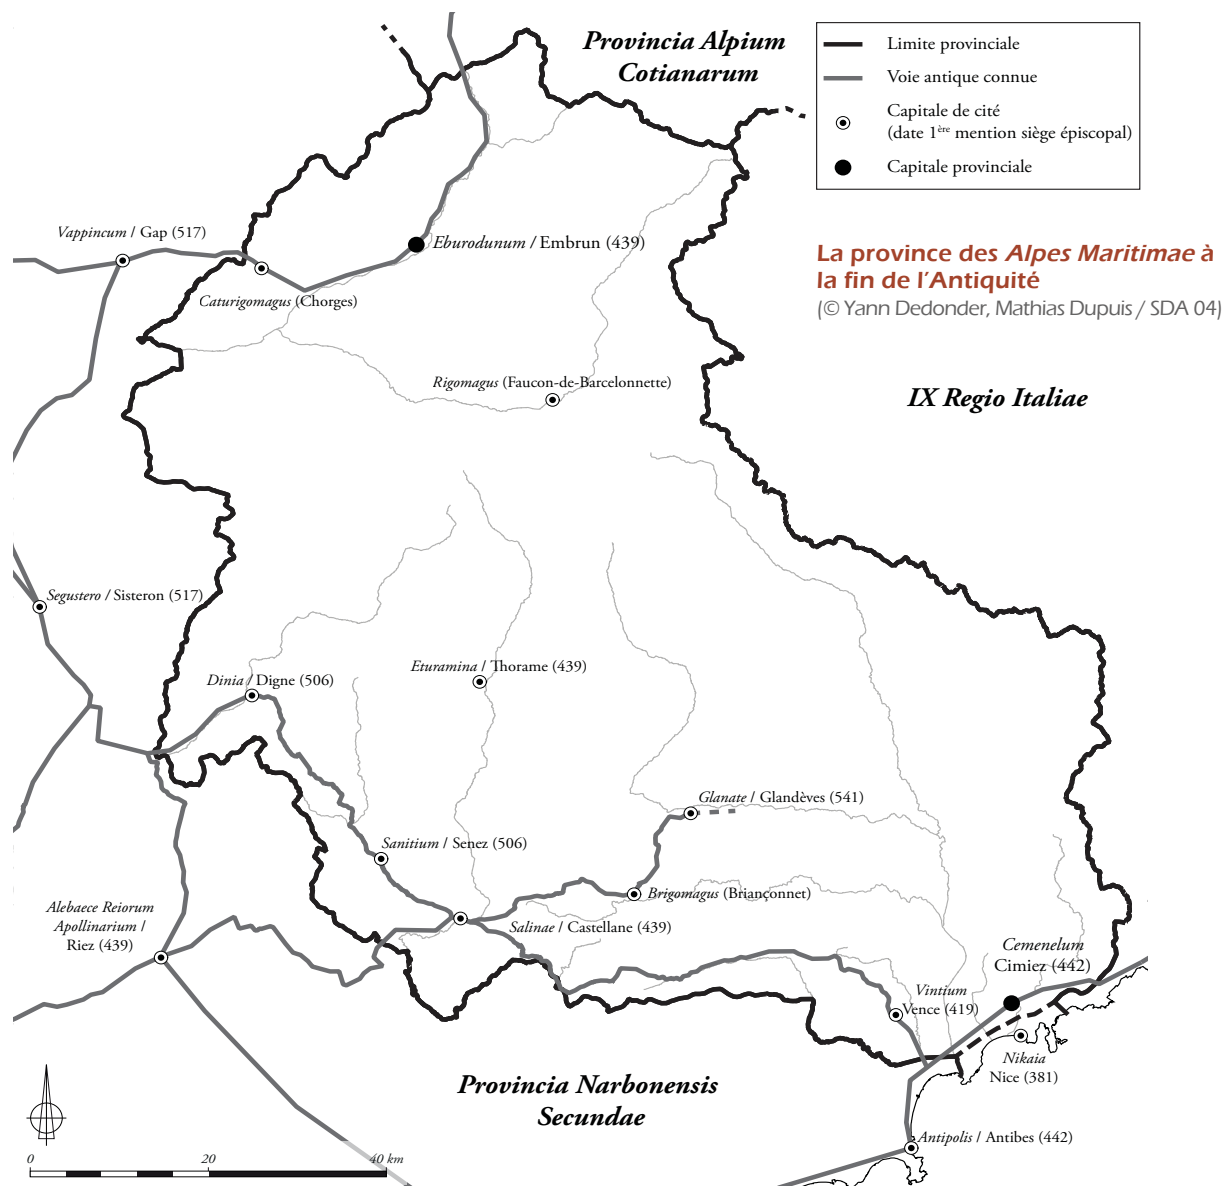 Provincia Alpium
Cotianarum
Limite provinciale
Voie antique connue
Capitale de cité
(date 1ère mention siège épiscopal)
Capitale provinciale
La province des Alpes Maritimae à
la fin de l'Antiquité
(© Yann Dedonder, Mathias Dupuis / SDA 04)
Vappincum / Gap (517)
Eburodunum / Embrun (439)
Caturigomagus (Chorges)
Rigomagus (Faucon-de-Barcelonnette)
IX Regio Italiae
Segustero / Sisteron (517)
Dinia / Digne (506)
Eturamina / Thorame (439)
Glanate / Glandèves (541)
Sanitium / Senez (506)
Brigomagus (Briançonnet)
Alebaece Reiorum
Apollinarium /
Riez (439)
Salinae / Castellane (439)
Cemenelum
Cimiez (442)
Vintium
Vence (419)
Nikaia
Nice (381)
Provincia Narbonensis
Secundae
Antipolis / Antibes (442)
0 20 40 km